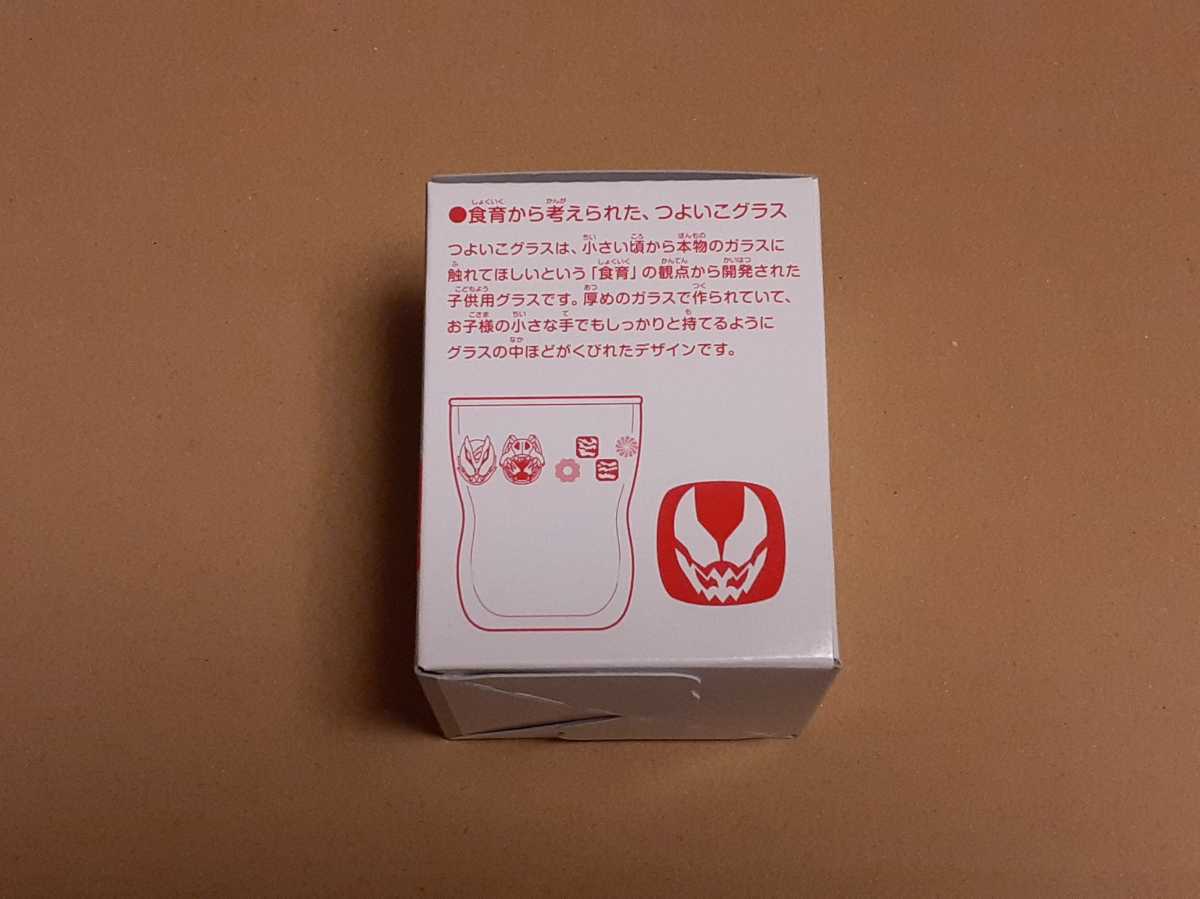 ●食育から考えられた、つよいこグラス
つよいこグラスは、小さい頃から本物のガラスに
触れてほしいという「食育」の観点から開発された
子供用グラスです。厚めのガラスで作られていて、
お子様の小さな手でもしっかりと持てるように
グラスの中ほどがくびれたデザインです。